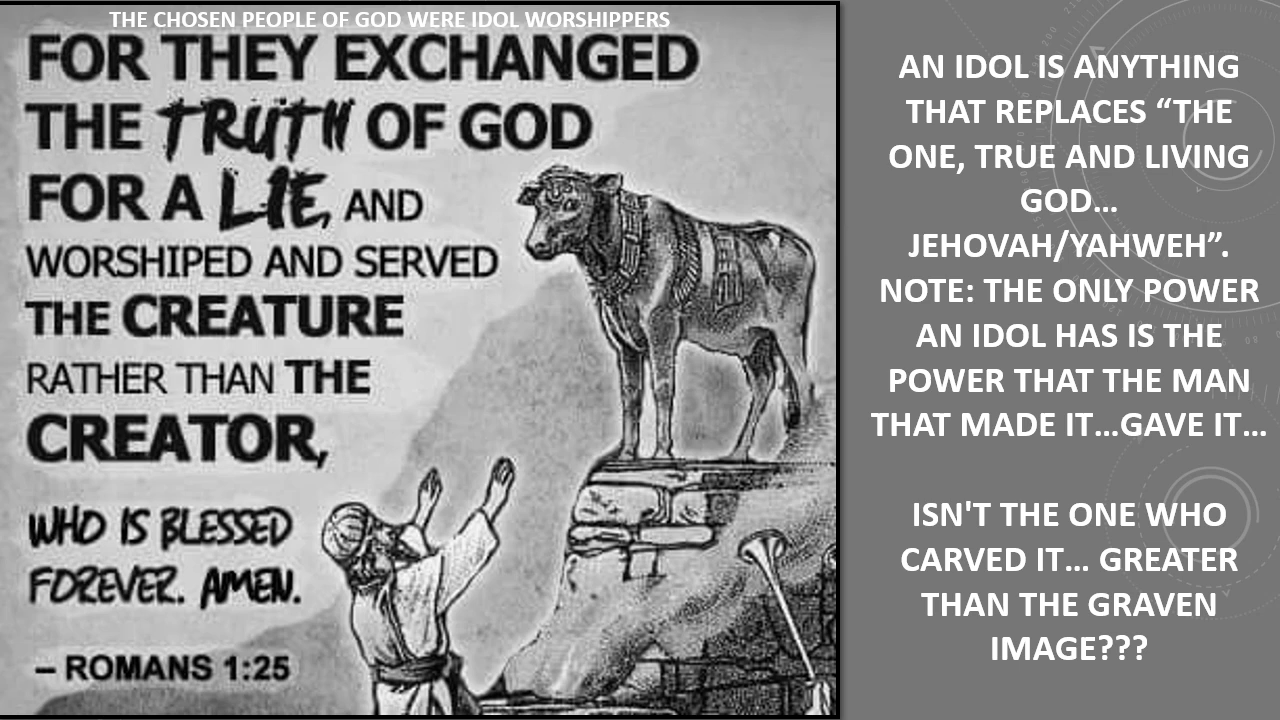 THE CHOSEN PEOPLE OF GOD WERE IDOL WORSHIPPERS
FOR THEY EXCHANGED
THE TRUTH OF GOD
FOR A LIE, AND
WORSHIPED AND SERVED
THE CREATURE
RATHER THAN THE
CREATOR,
WHO IS BLESSED
FOREVER. AMEN.
– ROMANS 1:25
AN IDOL IS ANYTHING
THAT REPLACES “THE
ONE, TRUE AND LIVING
GOD…
JEHOVAH/YAHWEH”.
NOTE: THE ONLY POWER
AN IDOL HAS IS THE
POWER THAT THE MAN
THAT MADE IT…GAVE IT…
ISN'T THE ONE WHO
CARVED IT… GREATER
THAN THE GRAVEN
IMAGE???